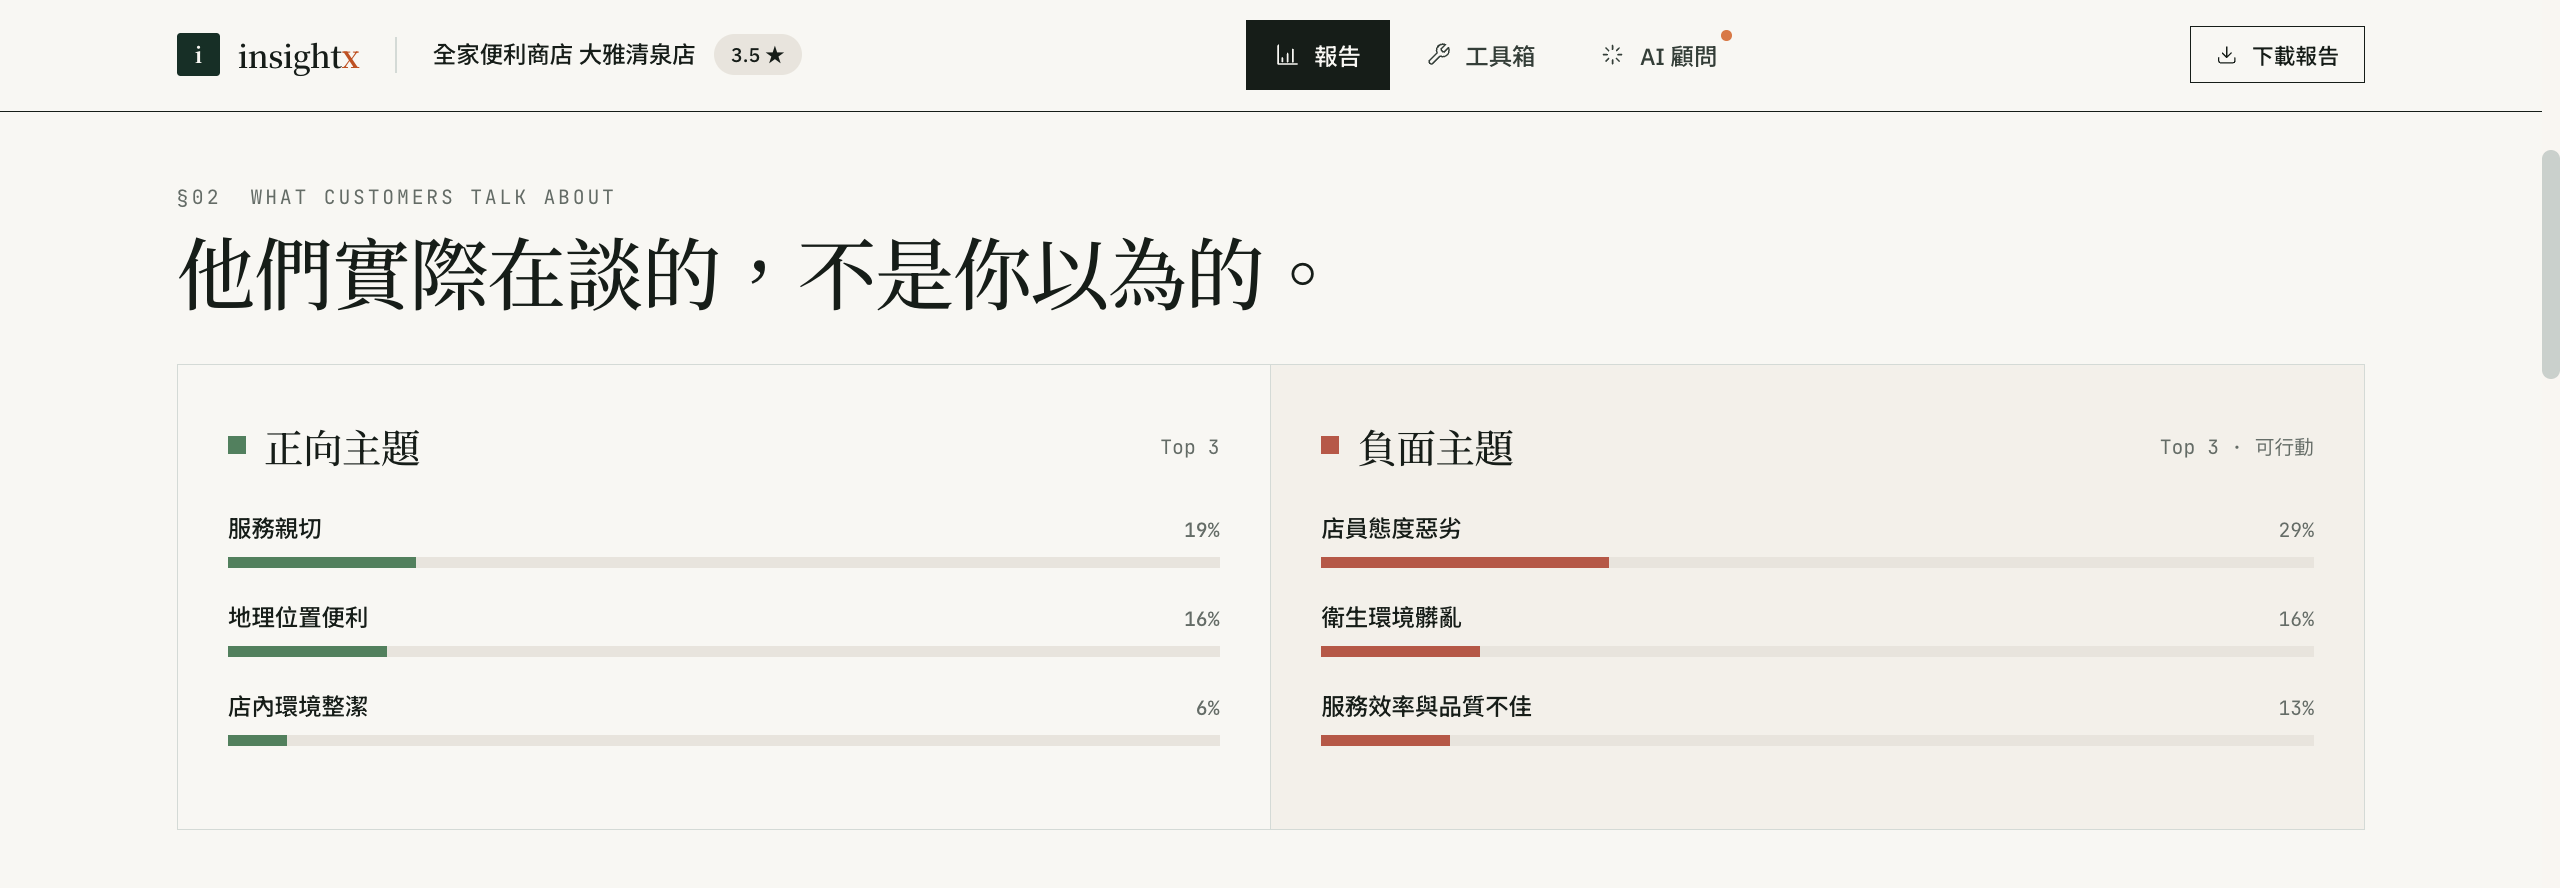 i insightx 全家便利商店 大雅清泉店 3.5 ★ 報告 工具箱 AI 顧問 下載報告
§02 WHAT CUSTOMERS TALK ABOUT
他們實際在談的，不是你以為的。
正向主題 Top 3
服務親切 19%
地理位置便利 16%
店內環境整潔 6%
負面主題 Top 3 · 可行動
店員態度惡劣 29%
衛生環境髒亂 16%
服務效率與品質不佳 13%